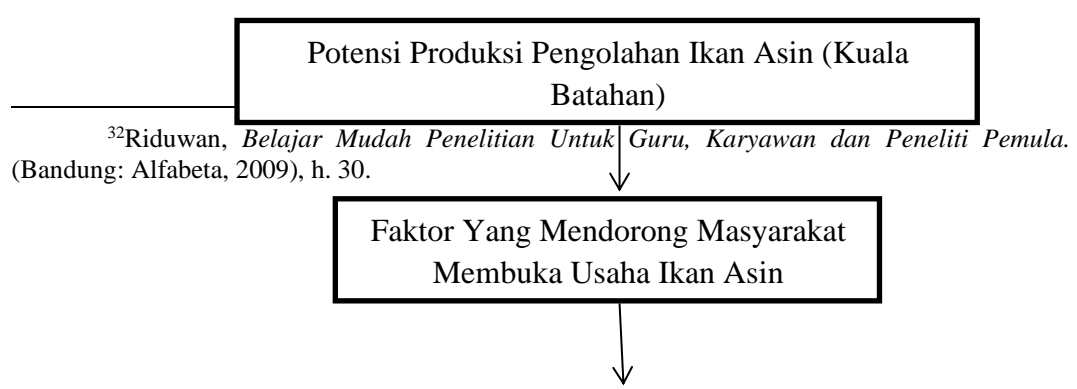 Potensi Produksi Pengolahan Ikan Asin (Kuala
Batahan)
32Riduwan, Belajar Mudah Penelitian Untuk Guru, Karyawan dan Peneliti Pemula.
(Bandung: Alfabeta, 2009), h. 30.
Faktor Yang Mendorong Masyarakat
Membuka Usaha Ikan Asin